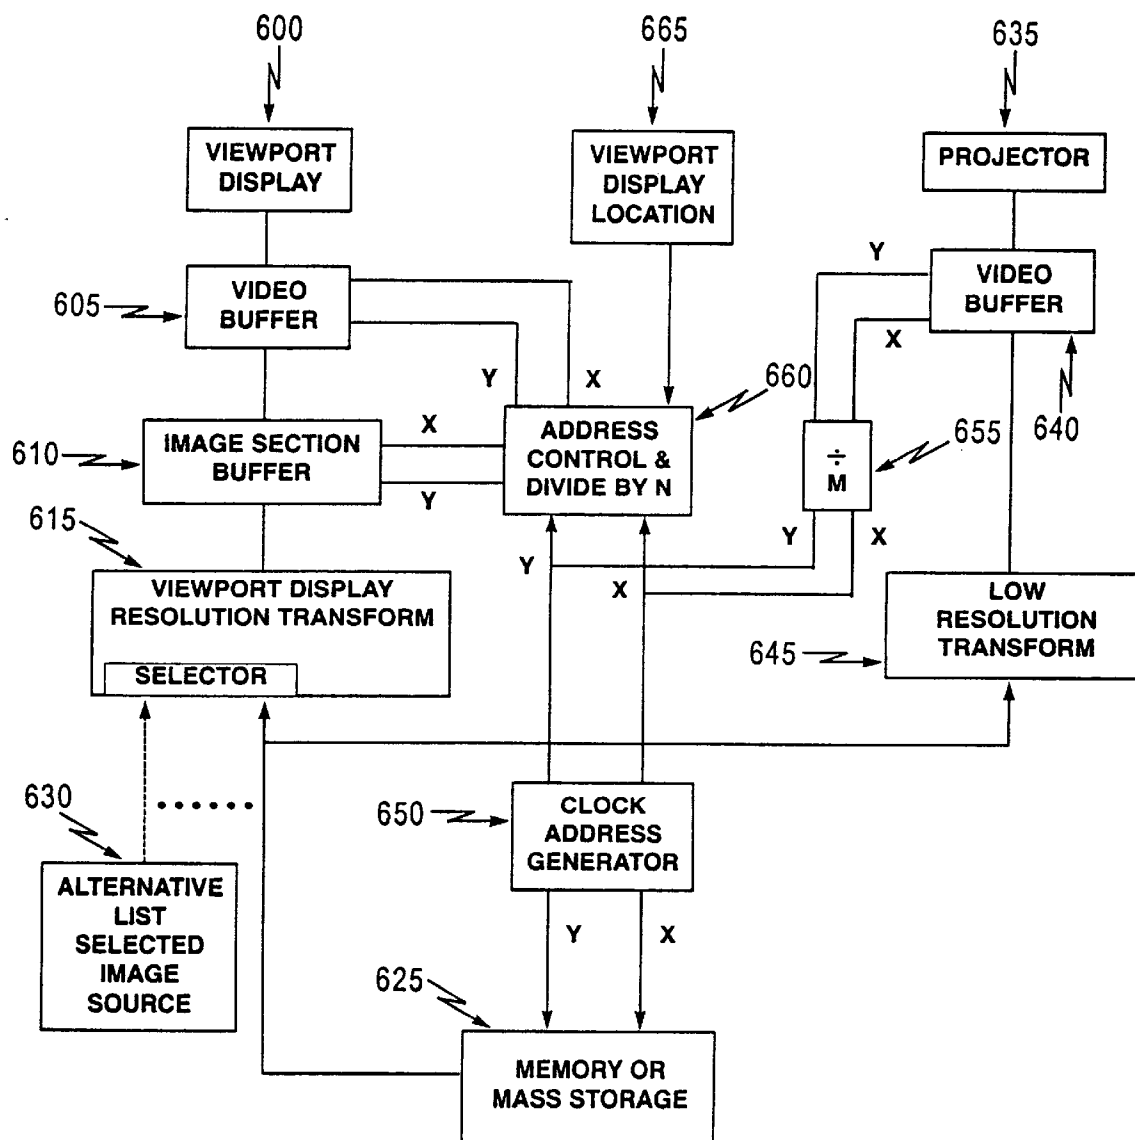 600
665
635
VIEWPORT
DISPLAY
VIEWPORT
DISPLAY
LOCATION
PROJECTOR
605
VIDEO
BUFFER
Y
X
Y
X
VIDEO
BUFFER
640
660
610
IMAGE SECTION
BUFFER
X
Y
ADDRESS
CONTROL &
DIVIDE BY N
÷
M
655
615
VIEWPORT DISPLAY
RESOLUTION TRANSFORM
SELECTOR
Y
X
Y
X
LOW
RESOLUTION
TRANSFORM
645
630
ALTERNATIVE
LIST
SELECTED
IMAGE
SOURCE
650
CLOCK
ADDRESS
GENERATOR
Y
X
625
MEMORY OR
MASS STORAGE